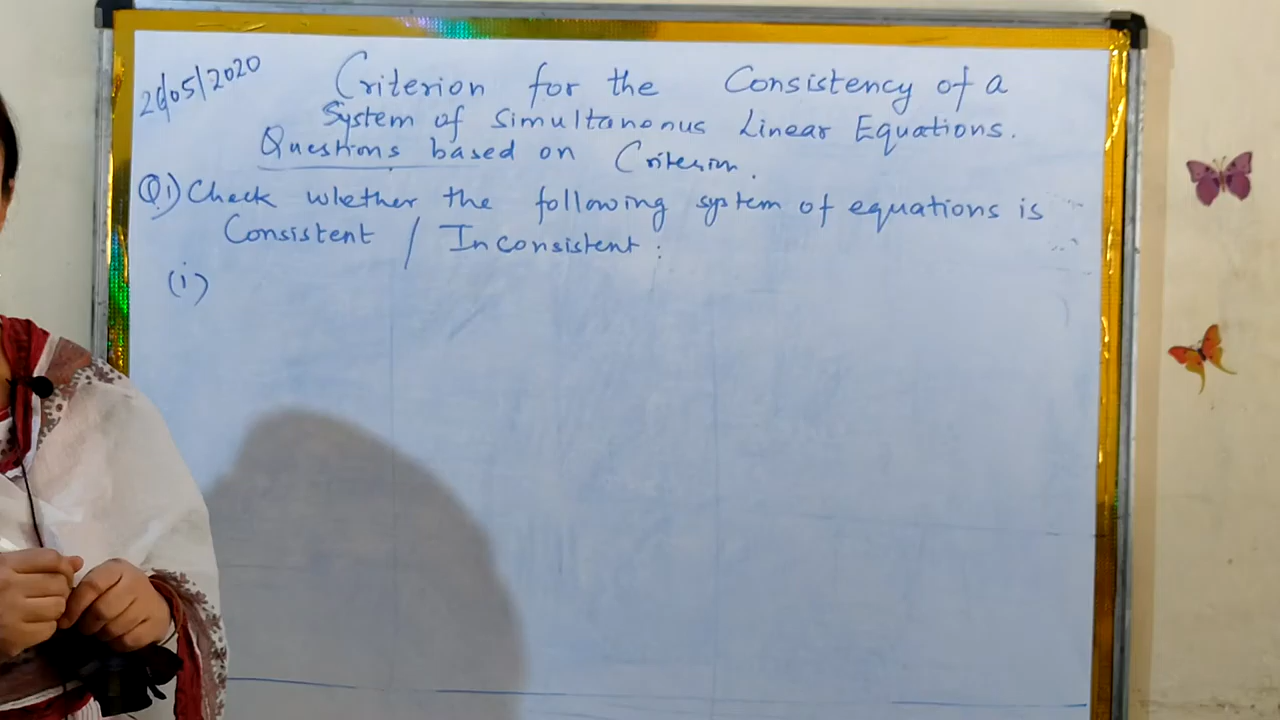 20/05/2020
Criterion for the Consistency of a
System of Simultanonus Linear Equations.
Questions based on Criterion.
Q1) Check whether the following system of equations is
Consistent / Inconsistent :
(i)